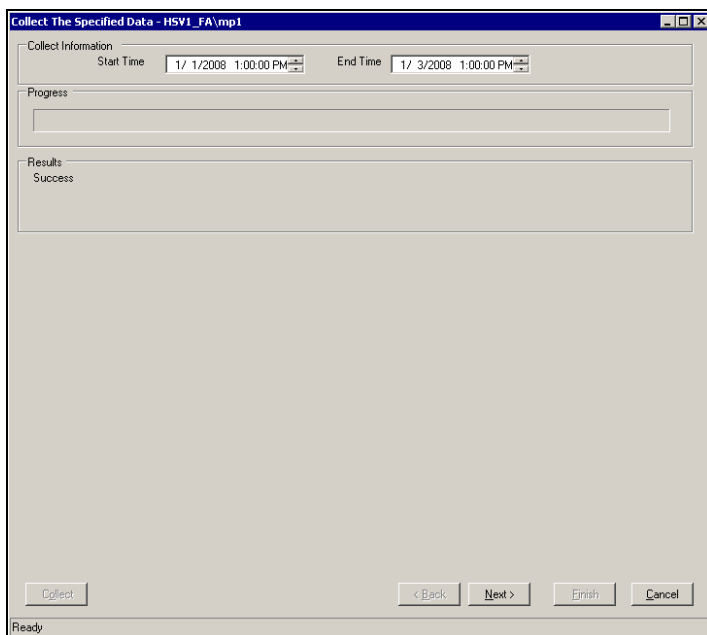 Collect The Specified Data - HSV1_FA\mp1
Collect Information
Start Time 1/ 1/2008 1:00:00 PM End Time 1/ 3/2008 1:00:00 PM
Progress
Results
Success
Collect < Back Next > Finish Cancel
Ready